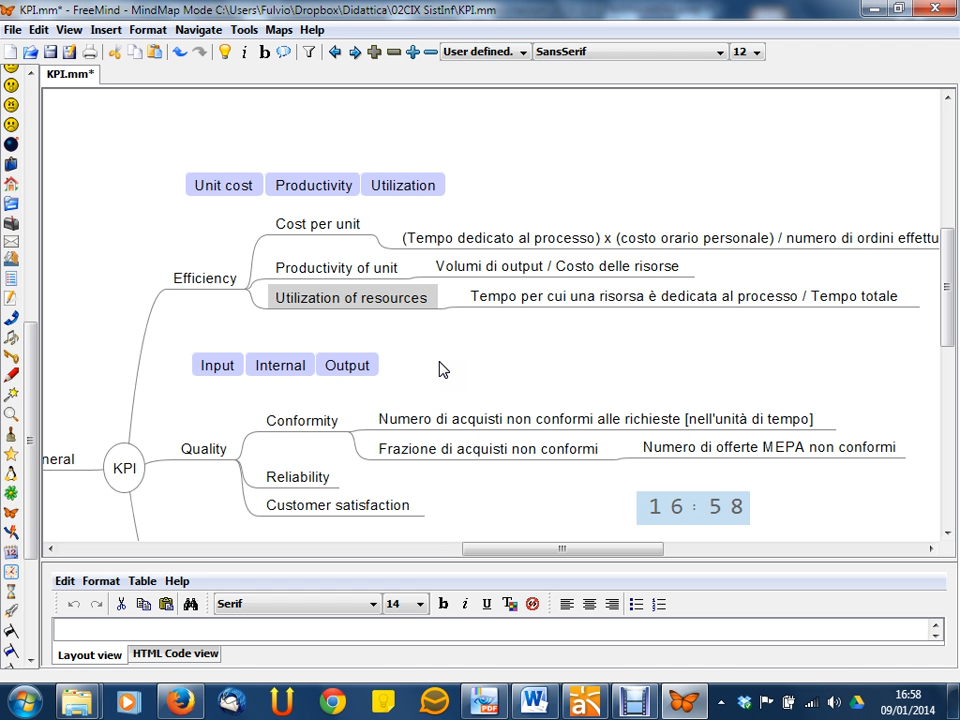 KPI.mm* - FreeMind - MindMap Mode C:\Users\Fulvio\Dropbox\Didattica\02CIX SistInf\KPI.mm
File Edit View Insert Format Navigate Tools Maps Help
User defined. SansSerif 12
KPI.mm*
Unit cost Productivity Utilization
Cost per unit
(Tempo dedicato al processo) x (costo orario personale) / numero di ordini effettu
Efficiency
Productivity of unit Volumi di output / Costo delle risorse
Utilization of resources Tempo per cui una risorsa è dedicata al processo / Tempo totale
Input Internal Output
Conformity Numero di acquisti non conformi alle richieste [nell'unità di tempo]
Quality Frazione di acquisti non conformi Numero di offerte MEPA non conformi
neral KPI
Reliability
Customer satisfaction
16:58
Edit Format Table Help
Serif 14
Layout view HTML Code view
16:58
09/01/2014